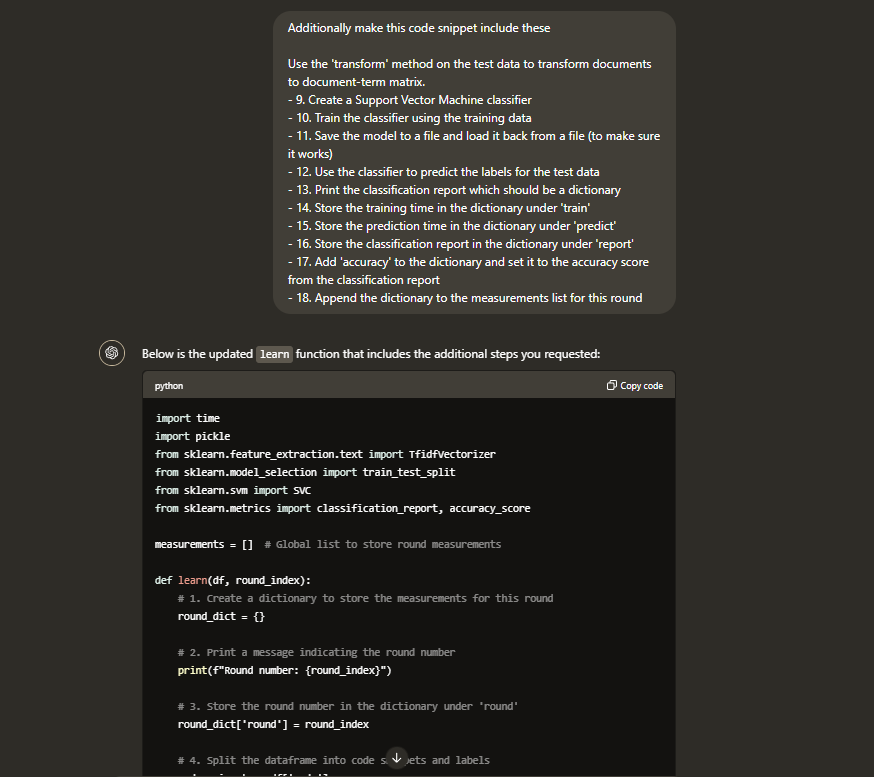 Additionally make this code snippet include these
Use the 'transform' method on the test data to transform documents
to document-term matrix.
- 9. Create a Support Vector Machine classifier
- 10. Train the classifier using the training data
- 11. Save the model to a file and load it back from a file (to make sure
it works)
- 12. Use the classifier to predict the labels for the test data
- 13. Print the classification report which should be a dictionary
- 14. Store the training time in the dictionary under 'train'
- 15. Store the prediction time in the dictionary under 'predict'
- 16. Store the classification report in the dictionary under 'report'
- 17. Add 'accuracy' to the dictionary and set it to the accuracy score
from the classification report
- 18. Append the dictionary to the measurements list for this round
Below is the updated learn function that includes the additional steps you requested:
python Copy code
import time
import pickle
from sklearn.feature_extraction.text import TfidfVectorizer
from sklearn.model_selection import train_test_split
from sklearn.svm import SVC
from sklearn.metrics import classification_report, accuracy_score
measurements = [] # Global list to store round measurements
def learn(df, round_index):
# 1. Create a dictionary to store the measurements for this round
round_dict = {}
# 2. Print a message indicating the round number
print(f"Round number: {round_index}")
# 3. Store the round number in the dictionary under 'round'
round_dict['round'] = round_index
# 4. Split the dataframe into code and labels